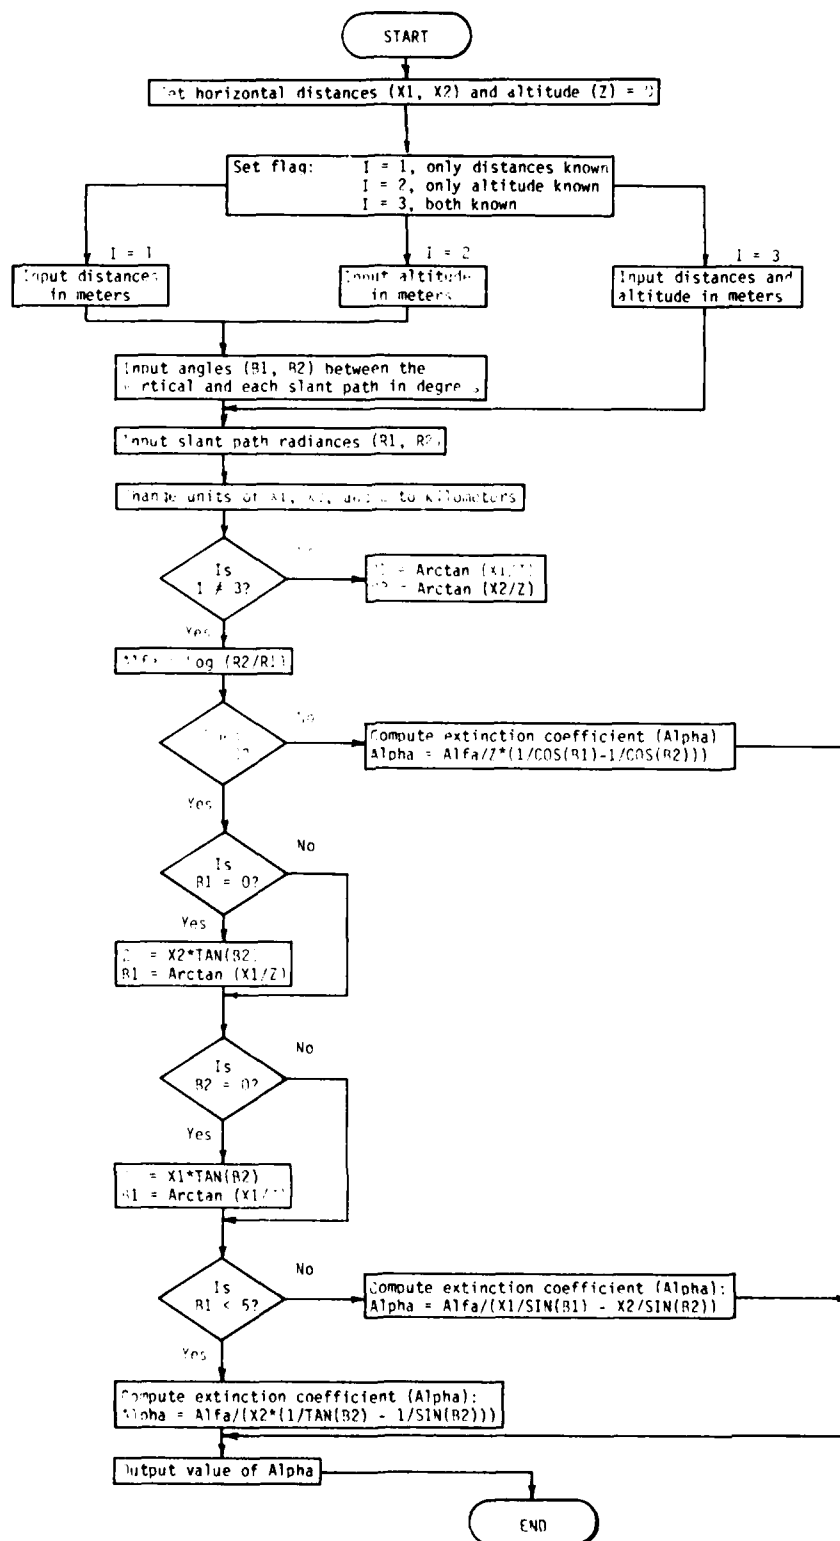 START
horizontal distances (X1, X2) and altitude (Z) =
Set flag: I = 1, only distances known
I = 2, only altitude known
I = 3, both known
I = 1
I = 2
I = 3
Input distances
in meters
Input altitude
in meters
Input distances and
altitude in meters
Input angles (B1, B2) between the
and each slant path in
Input slant path radiances (R1, R2)
Change units of to kilometers
Is
I ≠ 3?
= Arctan
= Arctan (X2/Z)
Yes
(R2/R1)
No
Compute extinction coefficient (Alpha)
Alpha = Alfa/Z*(1/COS(B1)-1/COS(B2)))
Yes
Is
B1 = 0?
No
Yes
= X2*TAN(B2)
B1 = Arctan (X1/Z)
Is
B2 = 0?
No
Yes
= X1*TAN(B2)
B1 = Arctan
Is
B1 < 5?
No
Compute extinction coefficient (Alpha):
Alpha = Alfa/(X1/SIN(B1) - X2/SIN(B2))
Yes
Compute extinction coefficient (Alpha):
Alpha = Alfa/(X2*(1/TAN(B2) - 1/SIN(B2)))
Output value of Alpha
END